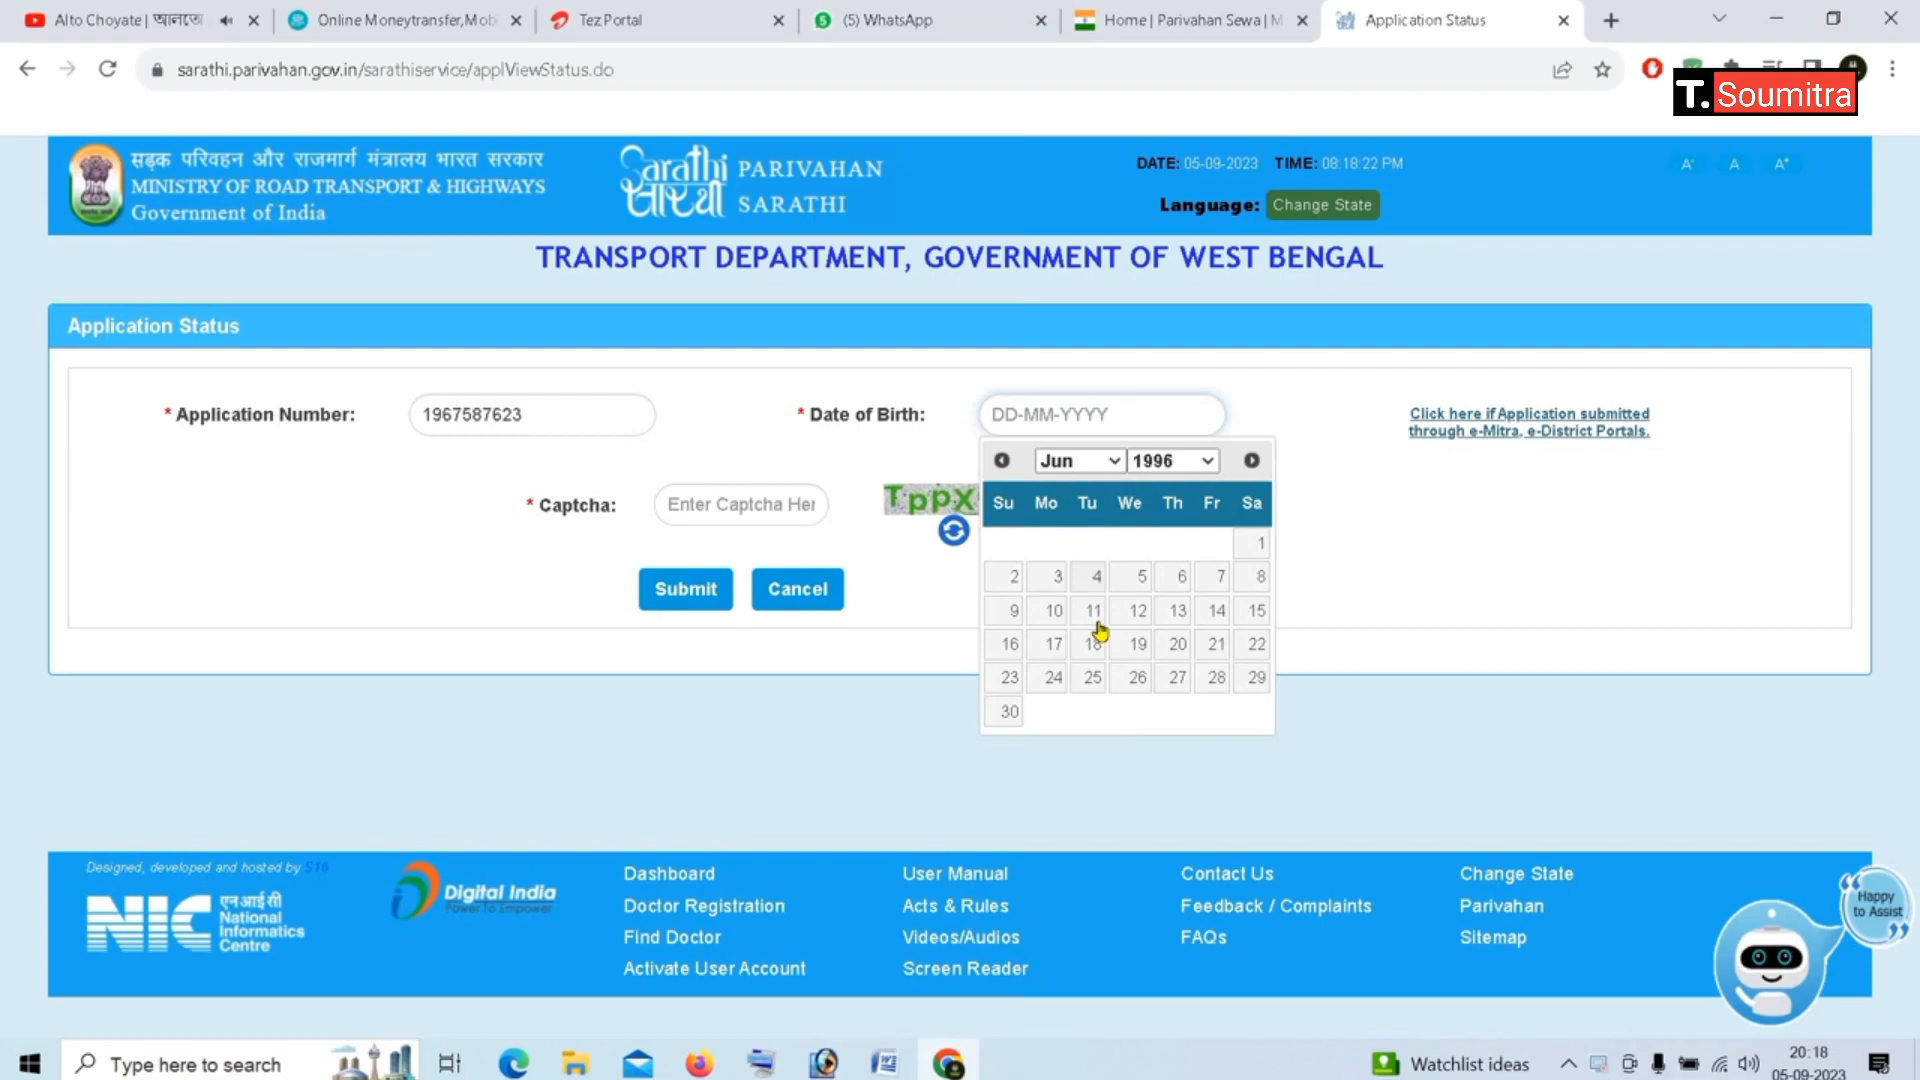 Alto Choyate | আলতো
Online Moneytransfer,Mob
Tez Portal
(5) WhatsApp
Home | Parivahan Sewa | M
Application Status
sarathi.parivahan.gov.in/sarathiservice/applViewStatus.do
T. Soumitra
सड़क परिवहन और राजमार्ग मंत्रालय भारत सरकार
MINISTRY OF ROAD TRANSPORT & HIGHWAYS
Government of India
Sarathi सारथी
PARIVAHAN
SARATHI
DATE: 05-09-2023 TIME: 08:18:22 PM
Language: Change State
A- A A+
TRANSPORT DEPARTMENT, GOVERNMENT OF WEST BENGAL
Application Status
* Application Number: 1967587623
* Date of Birth: DD-MM-YYYY
Click here if Application submitted
through e-Mitra, e-District Portals.
* Captcha: Enter Captcha Her
TppX
Submit Cancel
Jun 1996
Su Mo Tu We Th Fr Sa
1
2 3 4 5 6 7 8
9 10 11 12 13 14 15
16 17 18 19 20 21 22
23 24 25 26 27 28 29
30
Designed, developed and hosted by S16
NIC
एनआईसी
National
Informatics
Centre
Digital India
Power To Empower
Dashboard
Doctor Registration
Find Doctor
Activate User Account
User Manual
Acts & Rules
Videos/Audios
Screen Reader
Contact Us
Feedback / Complaints
FAQs
Change State
Parivahan
Sitemap
Happy
to Assist
Type here to search
Watchlist ideas
20:18
05-09-2023